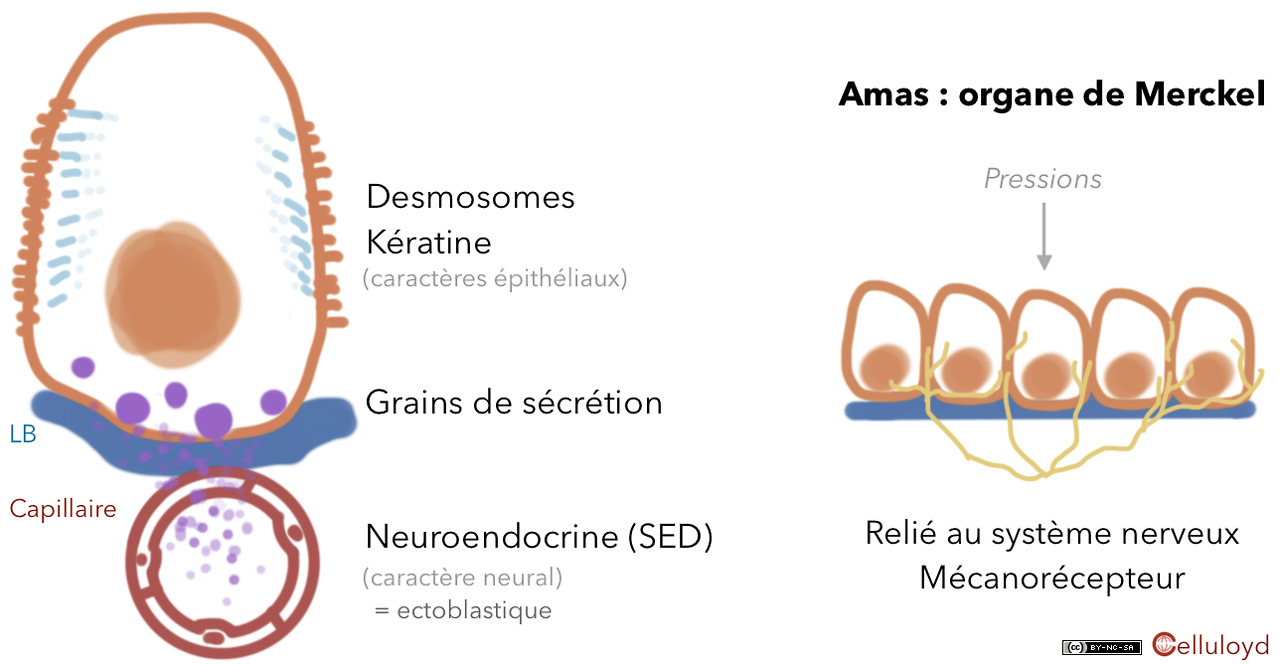 Amas : organe de Merckel
Pressions
Desmosomes
Kératine
(caractères épithéliaux)
Grains de sécrétion
LB
Capillaire
Neuroendocrine (SED)
(caractère neural)
= ectoblastique
Relié au système nerveux
Mécanorécepteur
(cc) BY-NC-SA
Celluloyd